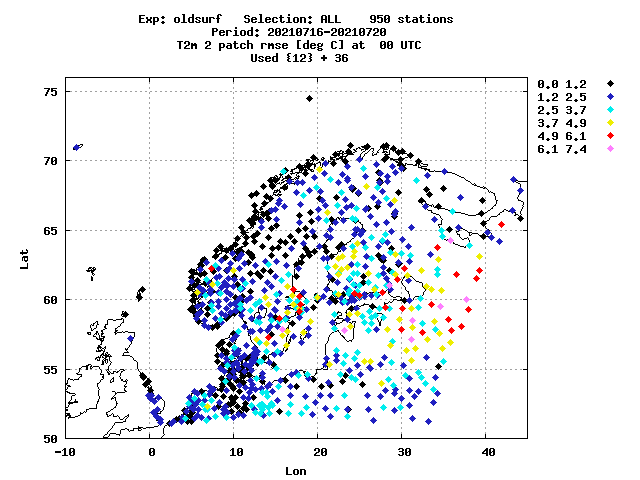 Exp: oldsurf   Selection: ALL    950 stations
Period: 20210716-20210720
T2m 2 patch rmse [deg C] at  00 UTC
Used {12} + 36
0.0 1.2
1.2 2.5
2.5 3.7
3.7 4.9
4.9 6.1
6.1 7.4
75
70
65
60
55
50
Lat
-10 0 10 20 30 40
Lon